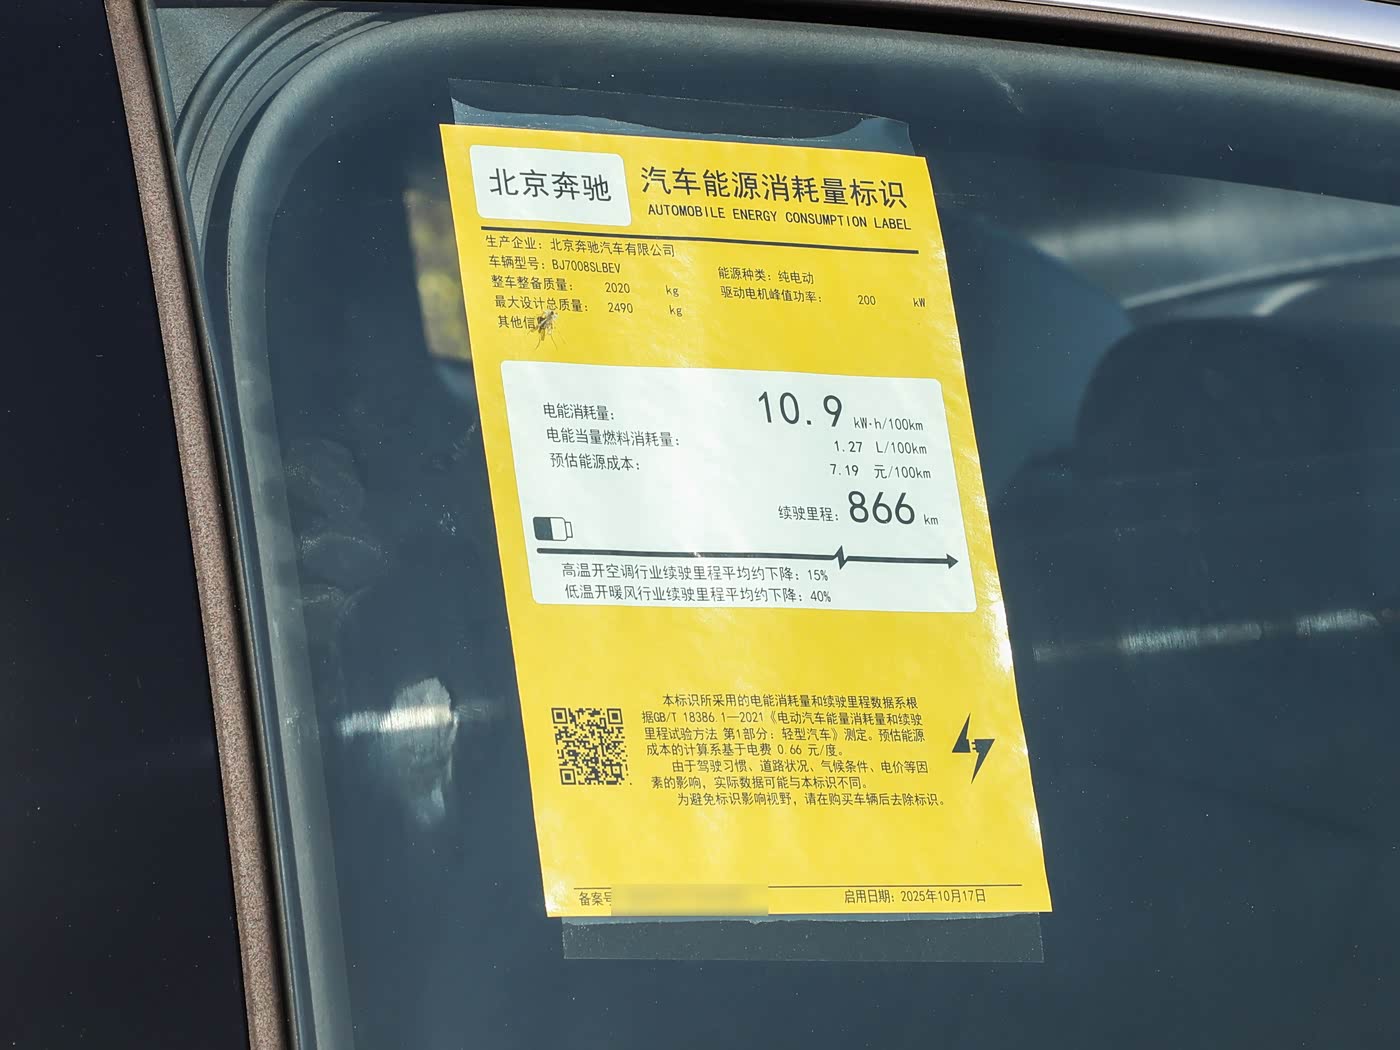 北京奔驰
汽车能源消耗量标识
AUTOMOBILE ENERGY CONSUMPTION LABEL
生产企业：北京奔驰汽车有限公司
车辆型号：BJ7008SLBEV
能源种类：纯电动
整车整备质量： 2020 kg
驱动电机峰值功率： 200 kW
最大设计总质量： 2490 kg
其他信
电能消耗量： 10.9 kW·h/100km
电能当量燃料消耗量： 1.27 L/100km
预估能源成本： 7.19 元/100km
续驶里程：866 km
高温开空调行业续驶里程平均约下降：15%
低温开暖风行业续驶里程平均约下降：40%
本标识所采用的电能消耗量和续驶里程数据系根
据GB/T 18386.1—2021《电动汽车能量消耗量和续驶
里程试验方法 第1部分：轻型汽车》测定。预估能源
成本的计算系基于电费 0.66 元/度。
由于驾驶习惯、道路状况、气候条件、电价等因
素的影响，实际数据可能与本标识不同。
为避免标识影响视野，请在购买车辆后去除标识。
备案号
启用日期：2025年10月17日